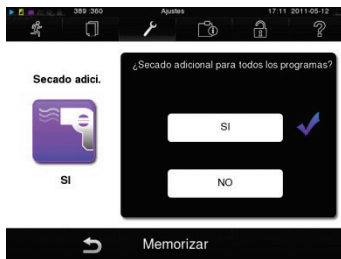 389 :360 Ajustes 17:11 2011-05-12
Secado adici.
SI
¿Secado adicional para todos los programas?
SI
NO
Memorizar